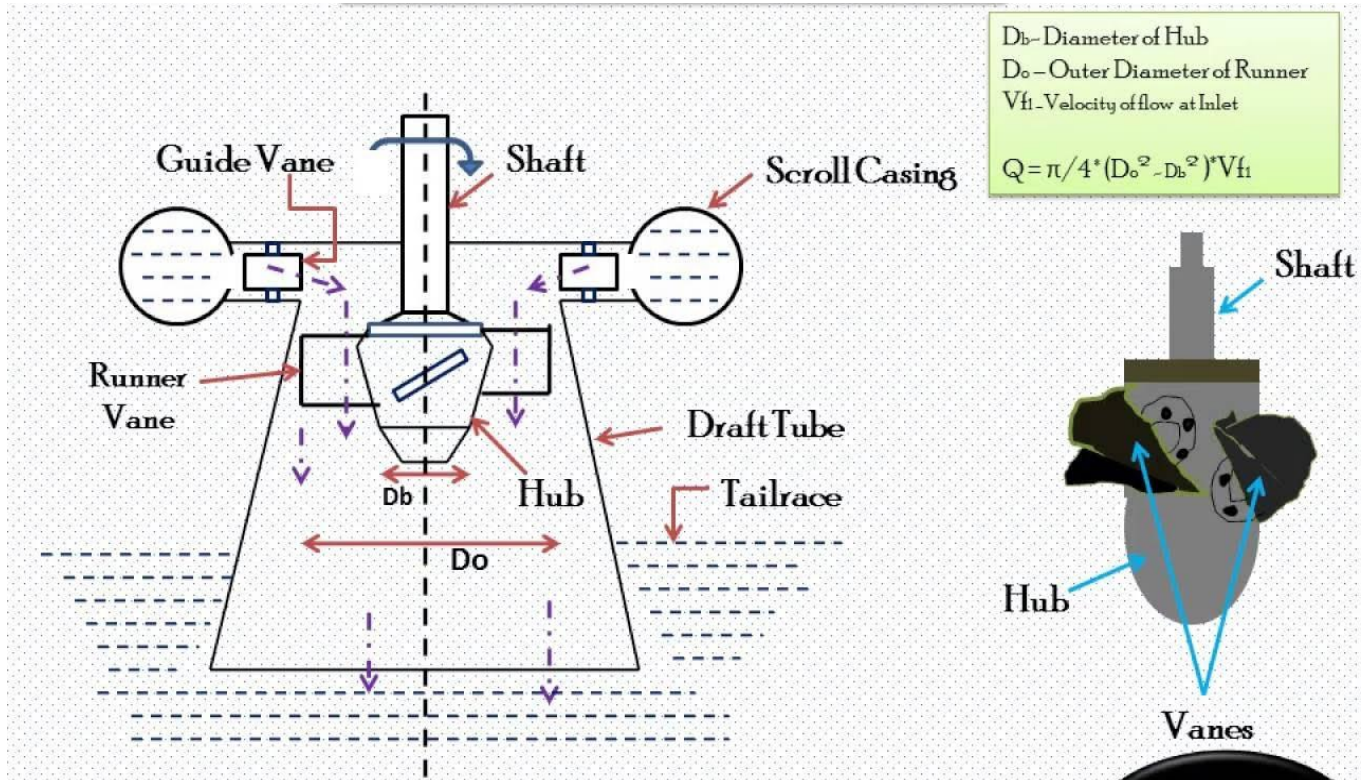 Db-Diameter of Hub
Do-Outer Diameter of Runner
Vf1-Velocity of flow at Inlet
Q = π/4*(Do²-Db²)*Vf1
Guide Vane
Shaft
Scroll Casing
Shaft
Runner
Vane
Draft Tube
Db
Hub
Tailrace
Do
Hub
Vanes